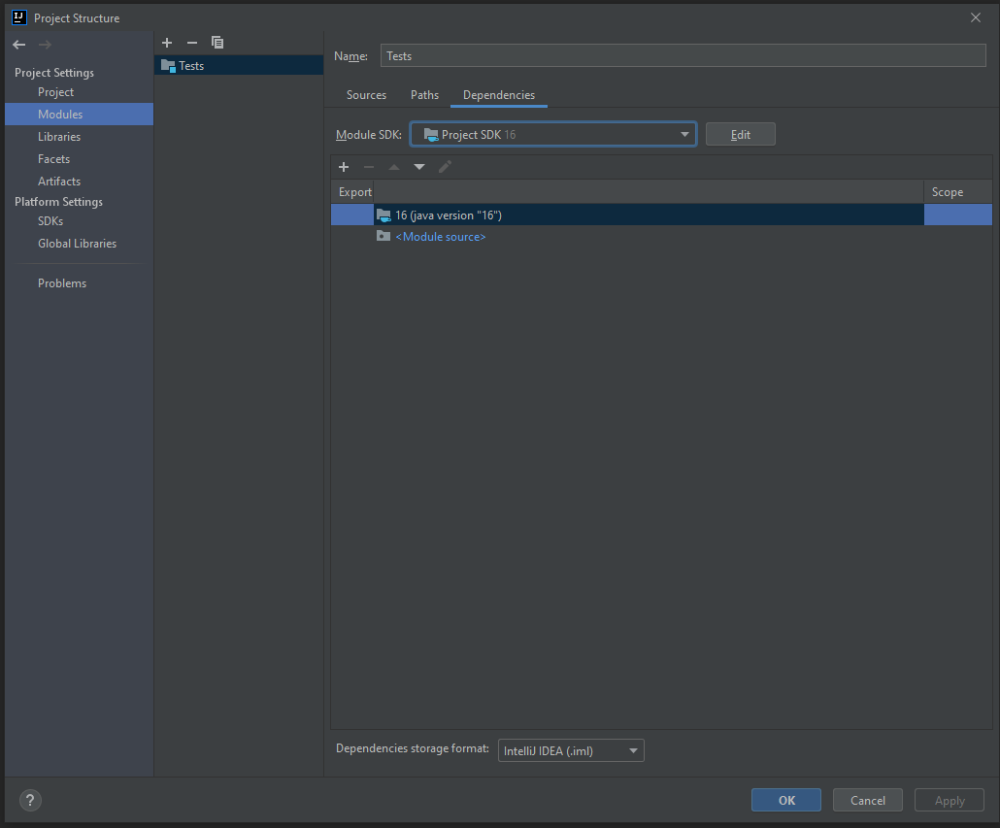 Project Structure
Project Settings
Project
Modules
Libraries
Facets
Artifacts
Platform Settings
SDKs
Global Libraries
Problems
Tests
Name: Tests
Sources Paths Dependencies
Module SDK: Project SDK 16 Edit
Export Scope
16 (java version "16")
<Module source>
Dependencies storage format: IntelliJ IDEA (.iml)
? OK Cancel Apply